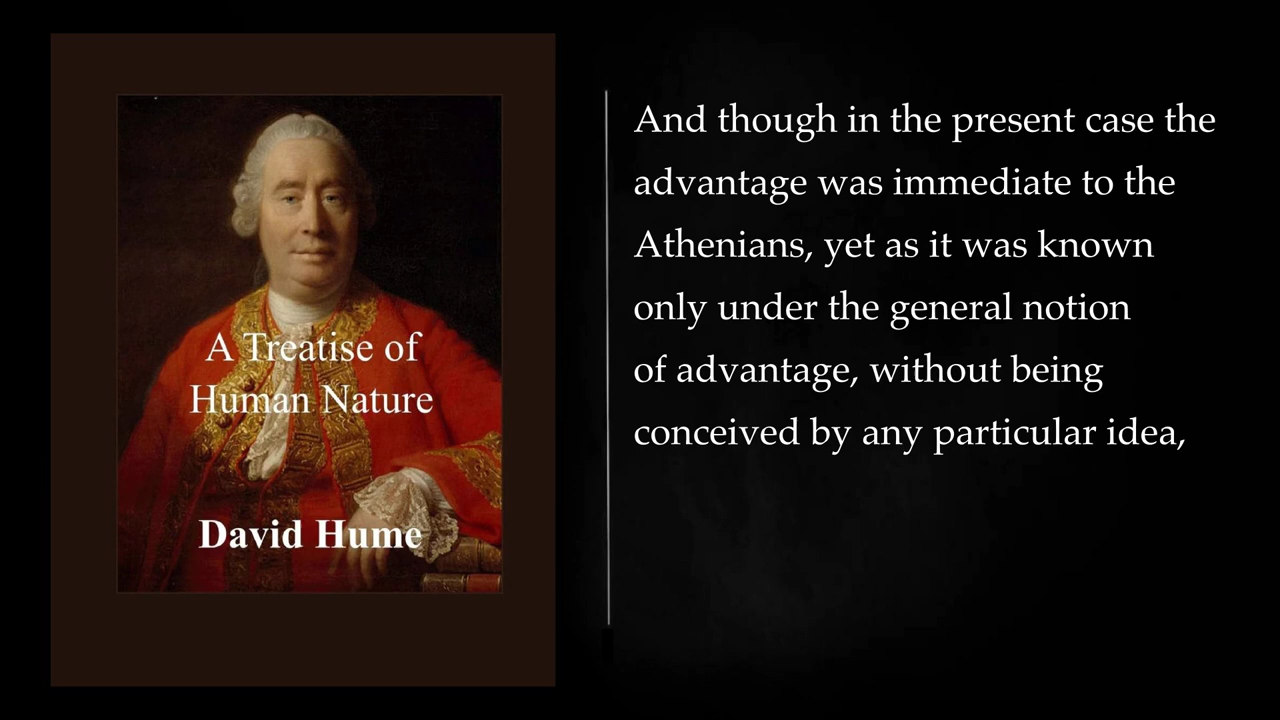 A Treatise of
Human Nature
David Hume
And though in the present case the
advantage was immediate to the
Athenians, yet as it was known
only under the general notion
of advantage, without being
conceived by any particular idea,